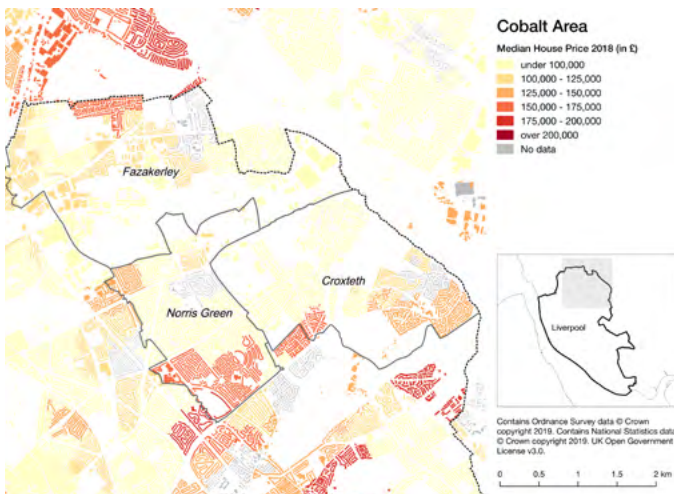 Cobalt Area
Median House Price 2018 (in £)
under 100,000
100,000 - 125,000
125,000 - 150,000
150,000 - 175,000
175,000 - 200,000
over 200,000
No data
Fazakerley
Croxteth
Norris Green
Liverpool
Contains Ordnance Survey data © Crown
copyright 2019. Contains National Statistics data
© Crown copyright 2019. UK Open Government
License v3.0.
0 0.5 1 1.5 2 km